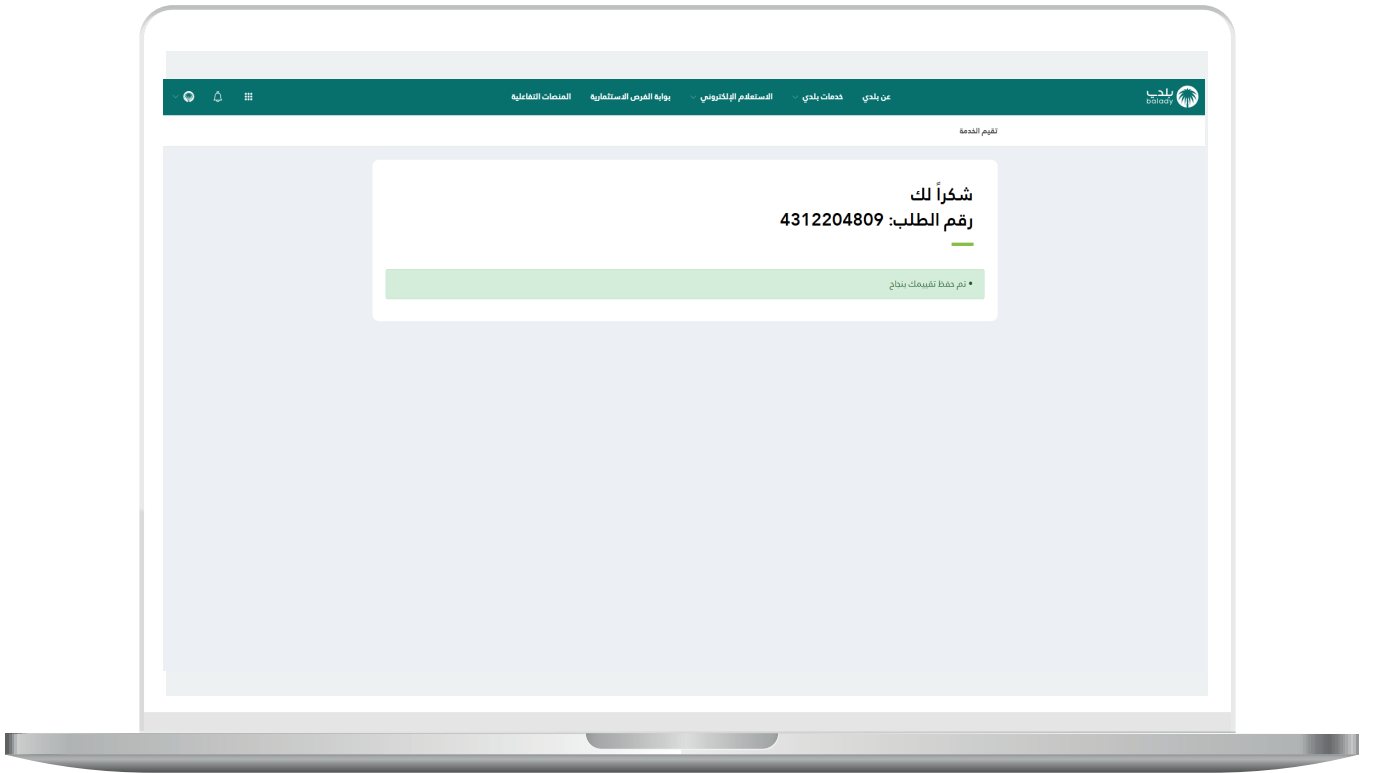 بلدي
balady
عن بلدي
خدمات بلدي
الاستعلام الإلكتروني
بوابة الفرص الاستثمارية
المنصات التفاعلية
تقيم الخدمة
شكراً لك
رقم الطلب: 4312204809
• تم حفظ تقييمك بنجاح